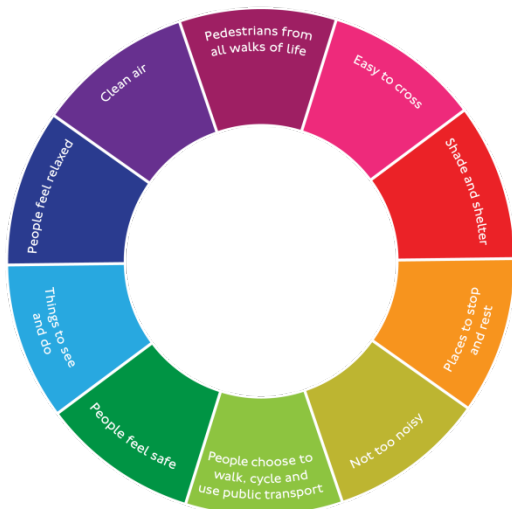 Pedestrians from
all walks of life
Easy to cross
Shade and shelter
Places to stop
and rest
Not too noisy
People choose to
walk, cycle and
use public transport
People feel safe
Things to see
and do
People feel relaxed
Clean air